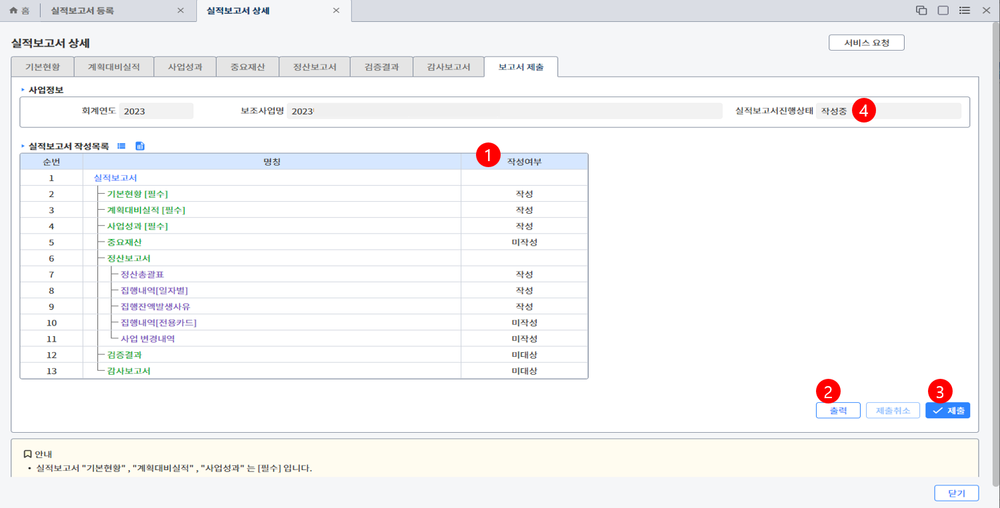 홈 실적보고서 등록 실적보고서 상세
실적보고서 상세 서비스 요청
기본현황 계획대비실적 사업성과 중요재산 정산보고서 검증결과 감사보고서 보고서 제출
사업정보
회계연도 2023 보조사업명 2023 실적보고서진행상태 작성중 4
실적보고서 작성목록
순번 명칭 1 작성여부
1 실적보고서
2 기본현황 [필수] 작성
3 계획대비실적 [필수] 작성
4 사업성과 [필수] 작성
5 중요재산 미작성
6 정산보고서
7 정산총괄표 작성
8 집행내역[일자별] 작성
9 집행잔액발생사유 작성
10 집행내역[전용카드] 미작성
11 사업 변경내역 미작성
12 검증결과 미대상
13 감사보고서 미대상
2 3
출력 제출취소 제출
안내
• 실적보고서 "기본현황" , "계획대비실적" , "사업성과" 는 [필수] 입니다.
닫기